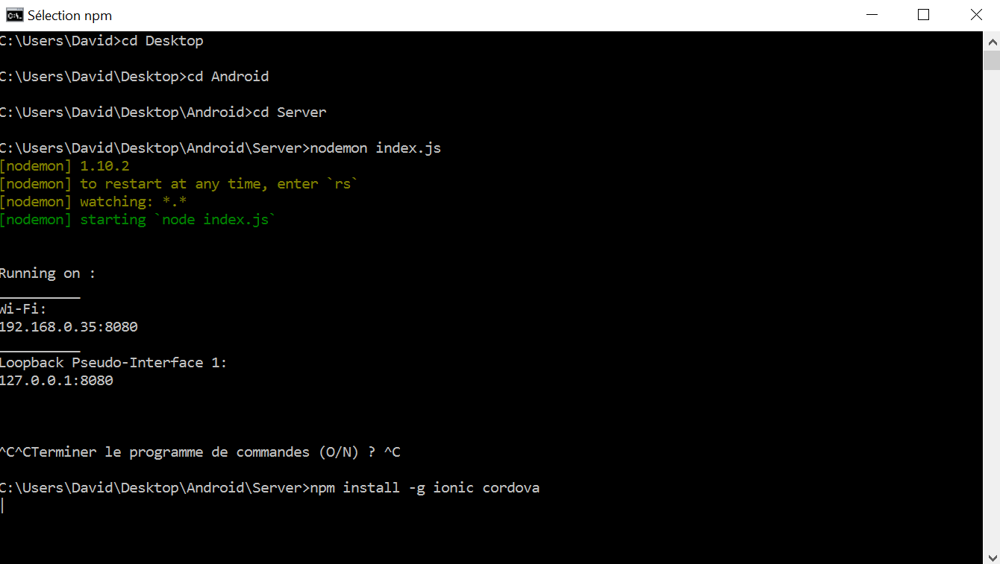 Sélection npm
C:\Users\David>cd Desktop
C:\Users\David\Desktop>cd Android
C:\Users\David\Desktop\Android>cd Server
C:\Users\David\Desktop\Android\Server>nodemon index.js
[nodemon] 1.10.2
[nodemon] to restart at any time, enter `rs`
[nodemon] watching: *.*
[nodemon] starting `node index.js`
Running on :
__________
Wi-Fi:
192.168.0.35:8080
__________
Loopback Pseudo-Interface 1:
127.0.0.1:8080
^C^CTerminer le programme de commandes (O/N) ? ^C
C:\Users\David\Desktop\Android\Server>npm install -g ionic cordova
|